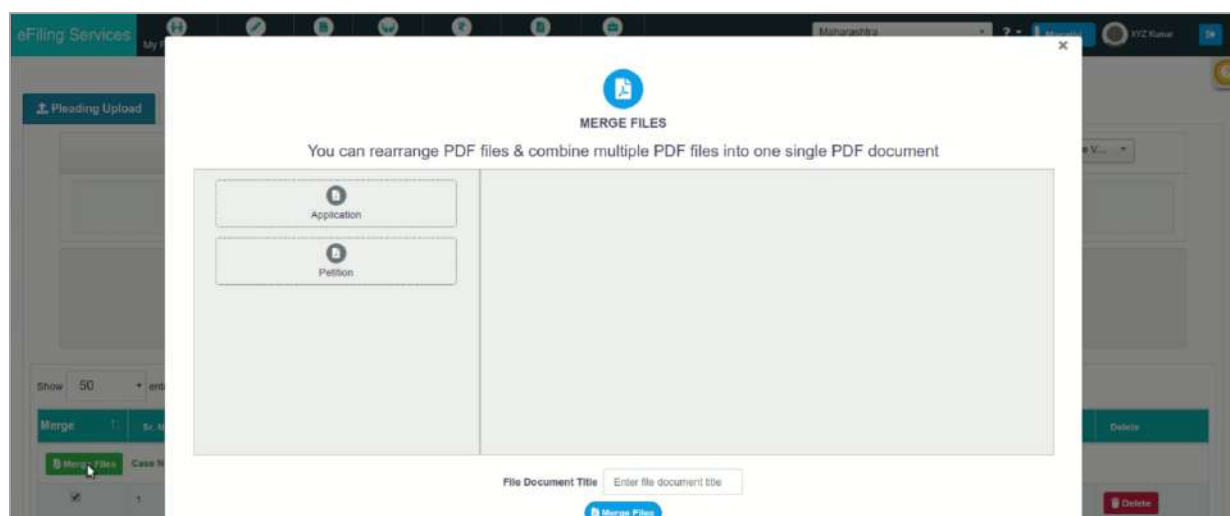 eFiling Services
Maharashtra
? XYZ Kumar
×
Pleading Upload
MERGE FILES
You can rearrange PDF files & combine multiple PDF files into one single PDF document
Application
Petition
Show 50
Merge Delete
Merge Files Case N
1 Delete
File Document Title Enter file document title
Merge Files